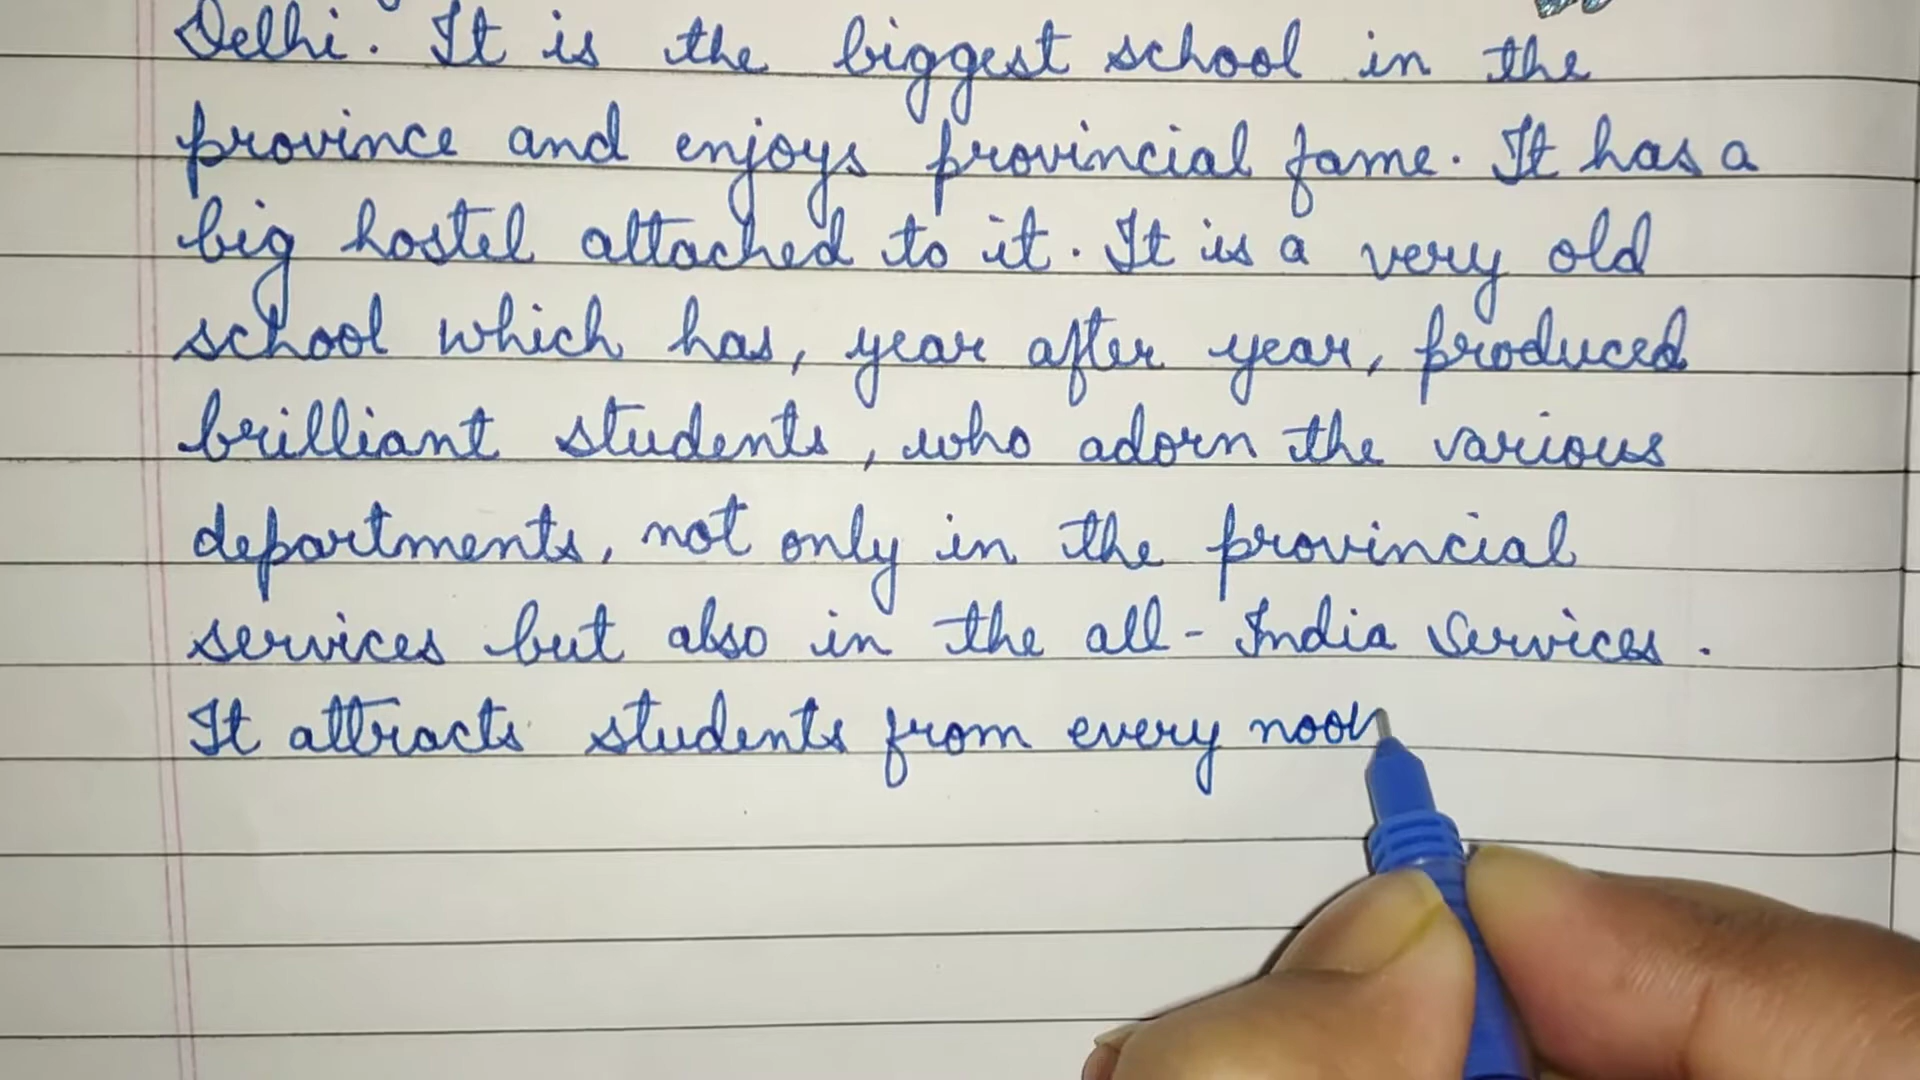 Delhi. It is the biggest school in the
province and enjoys provincial fame. It has a
big hostel attached to it. It is a very old
school which has, year after year, produced
brilliant students, who adorn the various
departments, not only in the provincial
services but also in the all-India Services.
It attracts students from every noo